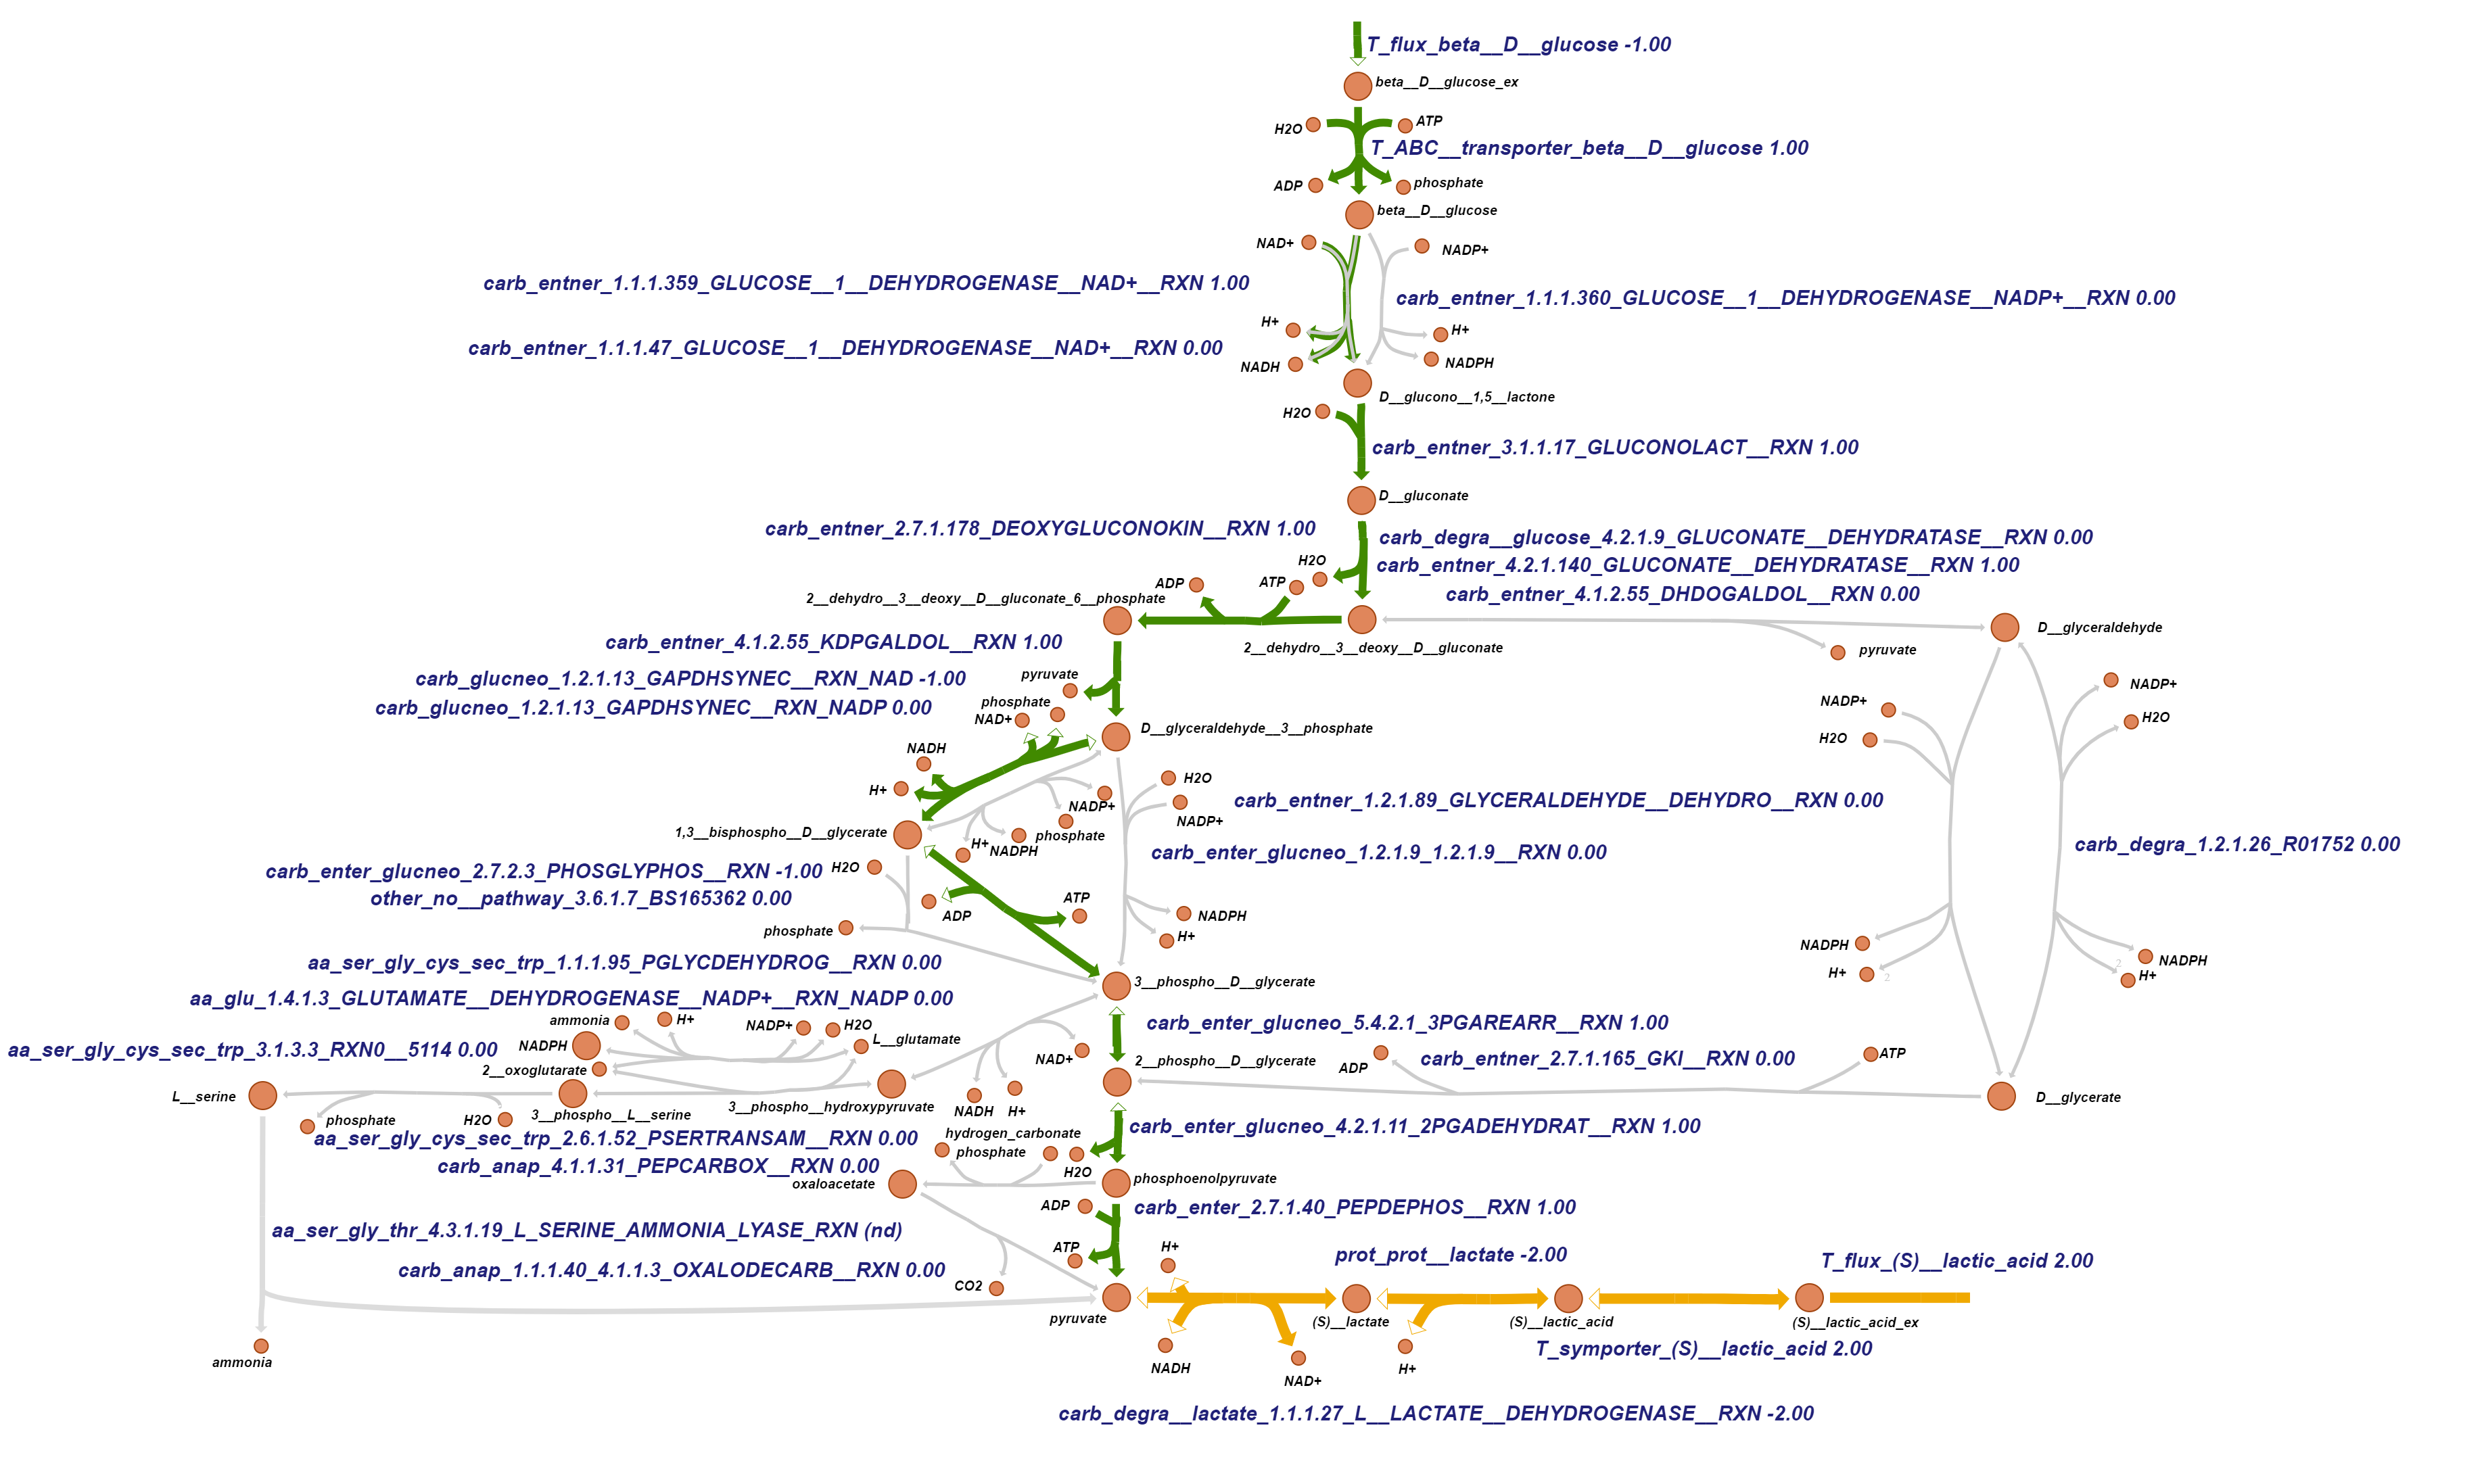 T_flux_beta__D__glucose -1.00
beta__D__glucose_ex
H2O
ATP
T_ABC__transporter_beta__D__glucose 1.00
ADP
phosphate
beta__D__glucose
NAD+
NADP+
carb_entner_1.1.1.359_GLUCOSE__1__DEHYDROGENASE__NAD+__RXN 1.00
carb_entner_1.1.1.360_GLUCOSE__1__DEHYDROGENASE__NADP+__RXN 0.00
H+
H+
carb_entner_1.1.1.47_GLUCOSE__1__DEHYDROGENASE__NAD+__RXN 0.00
NADH
NADPH
D__glucono__1,5__lactone
H2O
carb_entner_3.1.1.17_GLUCONOLACT__RXN 1.00
D__gluconate
carb_entner_2.7.1.178_DEOXYGLUCONOKIN__RXN 1.00
carb_degra__glucose_4.2.1.9_GLUCONATE__DEHYDRATASE__RXN 0.00
H2O
carb_entner_4.2.1.140_GLUCONATE__DEHYDRATASE__RXN 1.00
ADP
ATP
2__dehydro__3__deoxy__D__gluconate_6__phosphate
carb_entner_4.1.2.55_DHDOGALDOL__RXN 0.00
D__glyceraldehyde
carb_entner_4.1.2.55_KDPGALDOL__RXN 1.00
2__dehydro__3__deoxy__D__gluconate
pyruvate
carb_glucneo_1.2.1.13_GAPDHSYNEC__RXN_NAD -1.00
pyruvate
NADP+
phosphate
NADP+
carb_glucneo_1.2.1.13_GAPDHSYNEC__RXN_NADP 0.00
NAD+
H2O
D__glyceraldehyde__3__phosphate
H2O
NADH
H2O
H+
NADP+
carb_entner_1.2.1.89_GLYCERALDEHYDE__DEHYDRO__RXN 0.00
NADP+
1,3__bisphospho__D__glycerate
phosphate
H+
NADPH
carb_enter_glucneo_1.2.1.9_1.2.1.9__RXN 0.00
carb_degra_1.2.1.26_R01752 0.00
carb_enter_glucneo_2.7.2.3_PHOSGLYPHOS__RXN -1.00
H2O
other_no__pathway_3.6.1.7_BS165362 0.00
ATP
ADP
NADPH
phosphate
H+
NADPH
aa_ser_gly_cys_sec_trp_1.1.1.95_PGLYCDEHYDROG__RXN 0.00
2
NADPH
H+
2
H+
3__phospho__D__glycerate
aa_glu_1.4.1.3_GLUTAMATE__DEHYDROGENASE__NADP+__RXN_NADP 0.00
ammonia
H+
NADP+
H2O
carb_enter_glucneo_5.4.2.1_3PGAREARR__RXN 1.00
L__glutamate
NADPH
aa_ser_gly_cys_sec_trp_3.1.3.3_RXN0__5114 0.00
NAD+
2__phospho__D__glycerate
ADP
carb_entner_2.7.1.165_GKI__RXN 0.00
ATP
2__oxoglutarate
L__serine
3__phospho__hydroxypyruvate
NADH
H+
D__glycerate
phosphate
H2O
3__phospho__L__serine
aa_ser_gly_cys_sec_trp_2.6.1.52_PSERTRANSAM__RXN 0.00
hydrogen_carbonate
carb_enter_glucneo_4.2.1.11_2PGADEHYDRAT__RXN 1.00
phosphate
carb_anap_4.1.1.31_PEPCARBOX__RXN 0.00
H2O
oxaloacetate
phosphoenolpyruvate
ADP
carb_enter_2.7.1.40_PEPDEPHOS__RXN 1.00
aa_ser_gly_thr_4.3.1.19_L_SERINE_AMMONIA_LYASE_RXN (nd)
ATP
H+
prot_prot__lactate -2.00
T_flux_(S)__lactic_acid 2.00
carb_anap_1.1.1.40_4.1.1.3_OXALODECARB__RXN 0.00
CO2
pyruvate
(S)__lactate
(S)__lactic_acid
(S)__lactic_acid_ex
T_symporter_(S)__lactic_acid 2.00
ammonia
NADH
H+
NAD+
carb_degra__lactate_1.1.1.27_L__LACTATE__DEHYDROGENASE__RXN -2.00